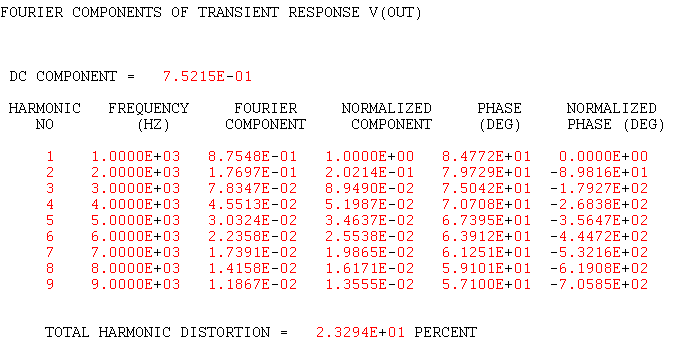 FOURIER COMPONENTS OF TRANSIENT RESPONSE V(OUT)
DC COMPONENT = 7.5215E-01
HARMONIC FREQUENCY FOURIER NORMALIZED PHASE NORMALIZED
NO (HZ) COMPONENT COMPONENT (DEG) PHASE (DEG)
1 1.0000E+03 8.7548E-01 1.0000E+00 8.4772E+01 0.0000E+00
2 2.0000E+03 1.7697E-01 2.0214E-01 7.9729E+01 -8.9816E+01
3 3.0000E+03 7.8347E-02 8.9490E-02 7.5042E+01 -1.7927E+02
4 4.0000E+03 4.5513E-02 5.1987E-02 7.0708E+01 -2.6838E+02
5 5.0000E+03 3.0324E-02 3.4637E-02 6.7395E+01 -3.5647E+02
6 6.0000E+03 2.2358E-02 2.5538E-02 6.3912E+01 -4.4472E+02
7 7.0000E+03 1.7391E-02 1.9865E-02 6.1251E+01 -5.3216E+02
8 8.0000E+03 1.4158E-02 1.6171E-02 5.9101E+01 -6.1908E+02
9 9.0000E+03 1.1867E-02 1.3555E-02 5.7100E+01 -7.0585E+02
TOTAL HARMONIC DISTORTION = 2.3294E+01 PERCENT